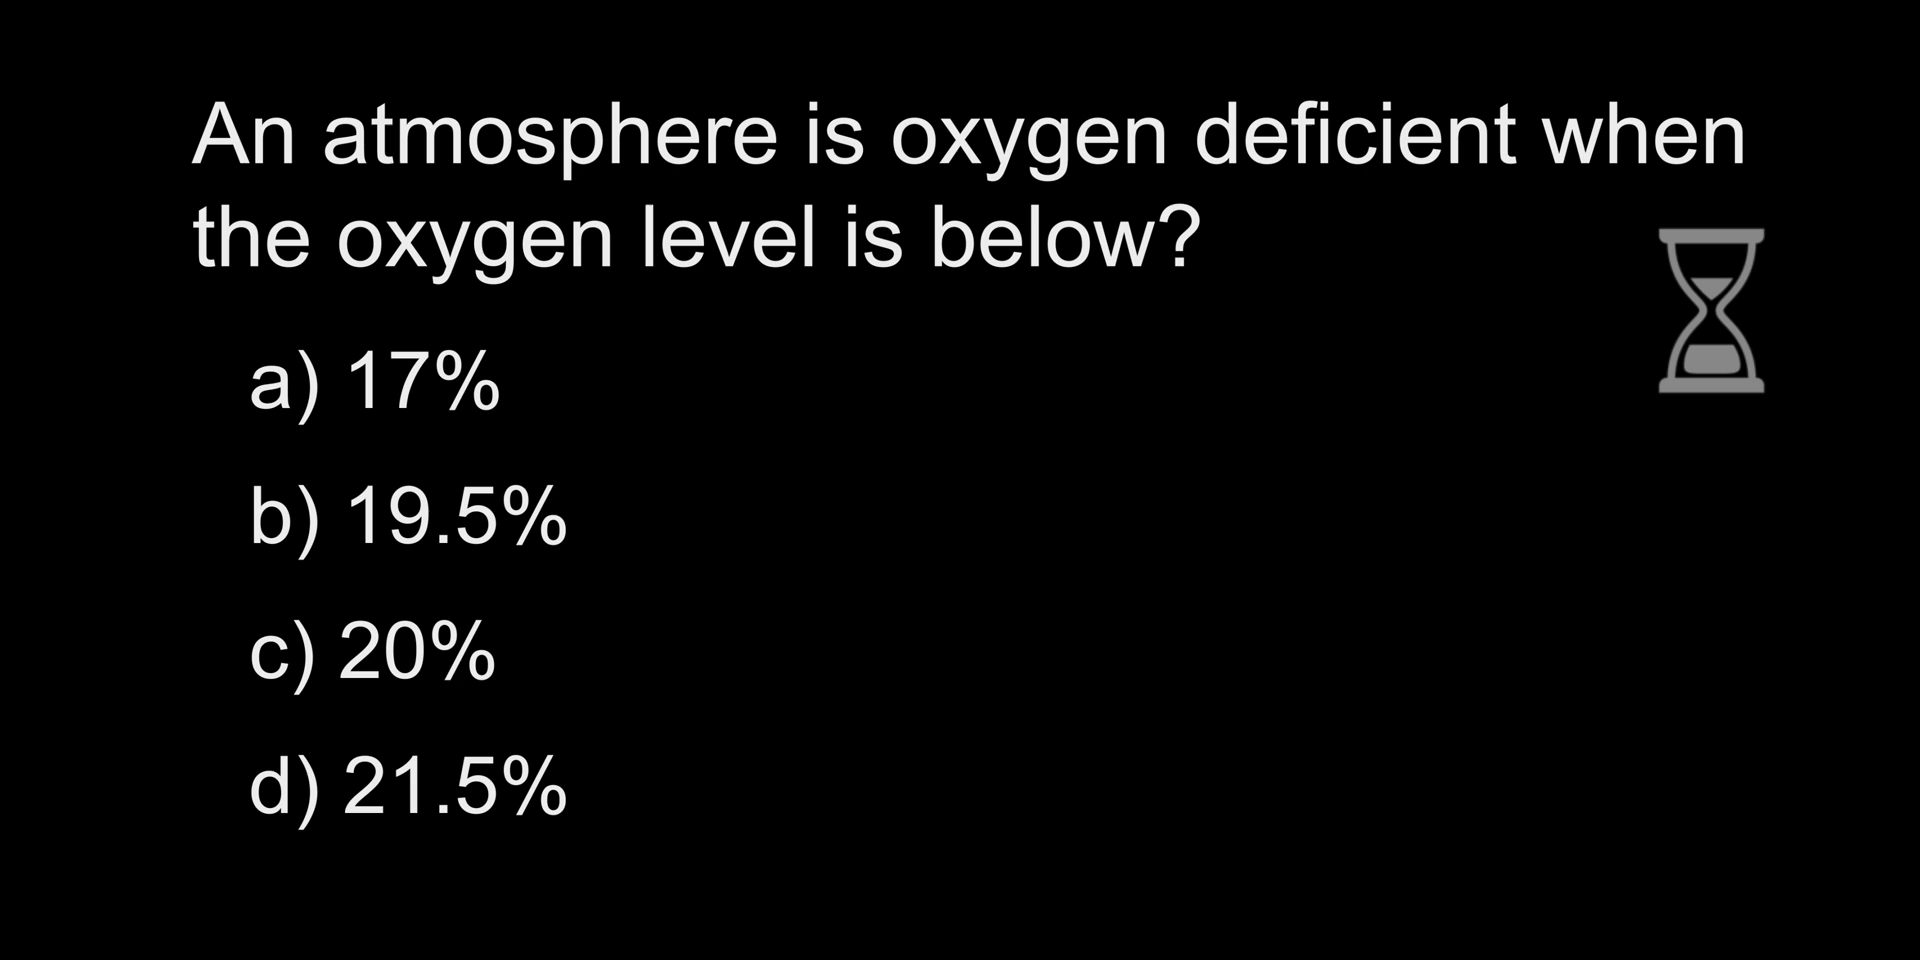 An atmosphere is oxygen deficient when
the oxygen level is below?
a) 17%
b) 19.5%
c) 20%
d) 21.5%